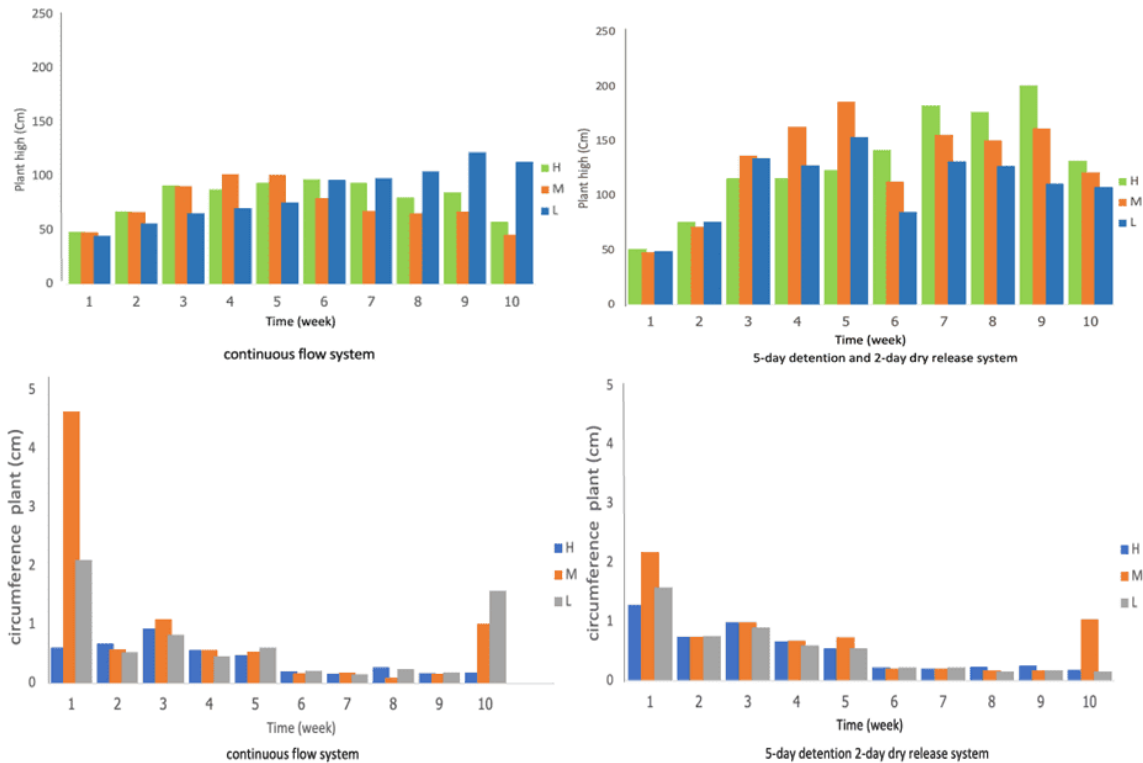 250
200
150
100
50
0
Plant high (Cm)
1 2 3 4 5 6 7 8 9 10
Time (week)
H
M
L
continuous flow system
250
200
150
100
50
0
Plant high (Cm)
1 2 3 4 5 6 7 8 9 10
Time (week)
H
M
L
5-day detention and 2-day dry release system
5
4
3
2
1
0
circumference plant (cm)
1 2 3 4 5 6 7 8 9 10
Time (week)
H
M
L
continuous flow system
5
4
3
2
1
0
circumference plant (cm)
1 2 3 4 5 6 7 8 9 10
Time (week)
H
M
L
5-day detention 2-day dry release system